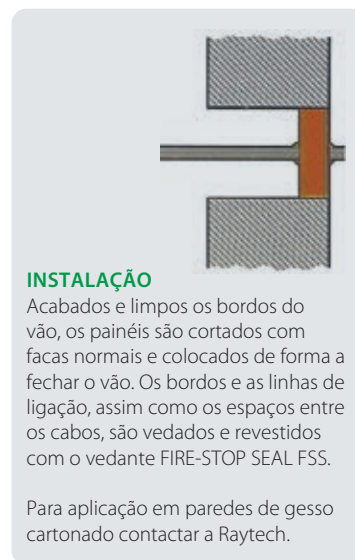 INSTALAÇÃO
Acabados e limpos os bordos do
vão, os painéis são cortados com
facas normais e colocados de forma a
fechar o vão. Os bordos e as linhas de
ligação, assim como os espaços entre
os cabos, são vedados e revestidos
com o vedante FIRE-STOP SEAL FSS.
Para aplicação em paredes de gesso
cartonado contactar a Raytech.